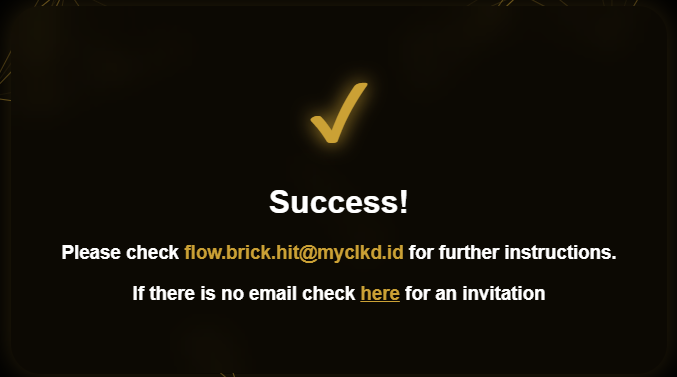 Success!
Please check flow.brick.hit@myclkd.id for further instructions.
If there is no email check here for an invitation